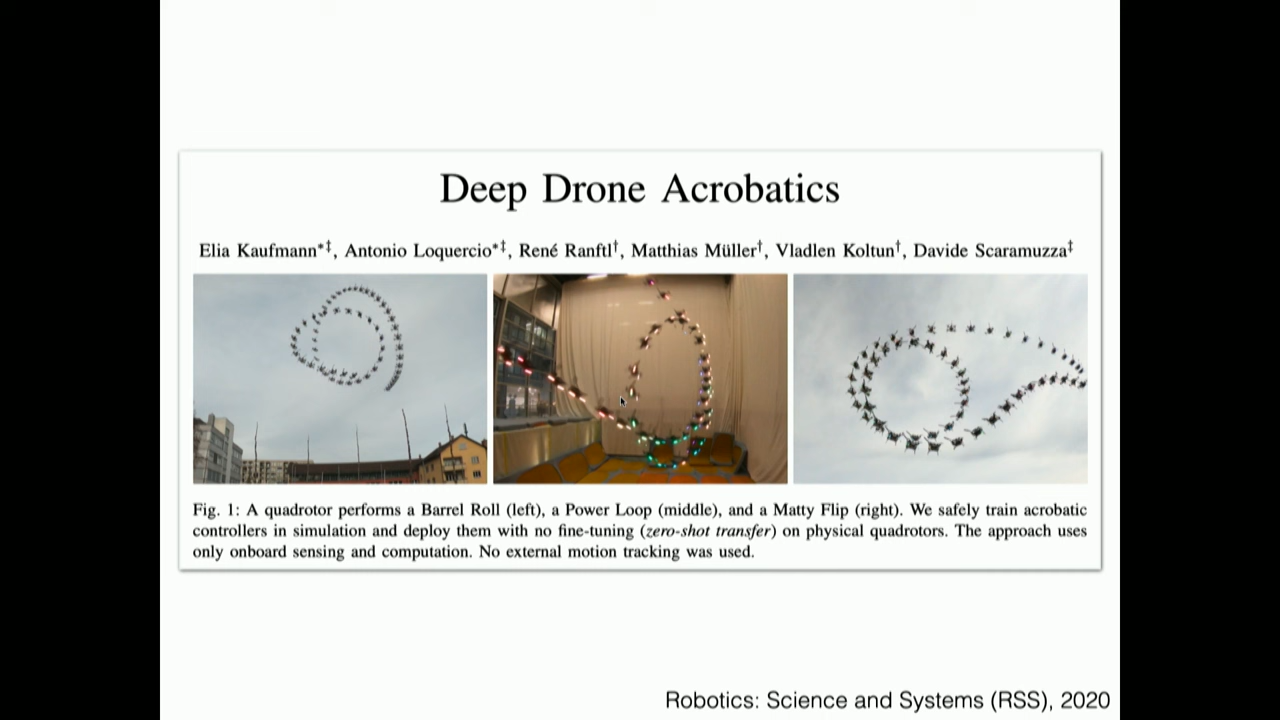 Deep Drone Acrobatics
Elia Kaufmann*‡, Antonio Loquercio*‡, René Ranftl†, Matthias Müller†, Vladlen Koltun†, Davide Scaramuzza‡
Fig. 1: A quadrotor performs a Barrel Roll (left), a Power Loop (middle), and a Matty Flip (right). We safely train acrobatic
controllers in simulation and deploy them with no fine-tuning (zero-shot transfer) on physical quadrotors. The approach uses
only onboard sensing and computation. No external motion tracking was used.
Robotics: Science and Systems (RSS), 2020